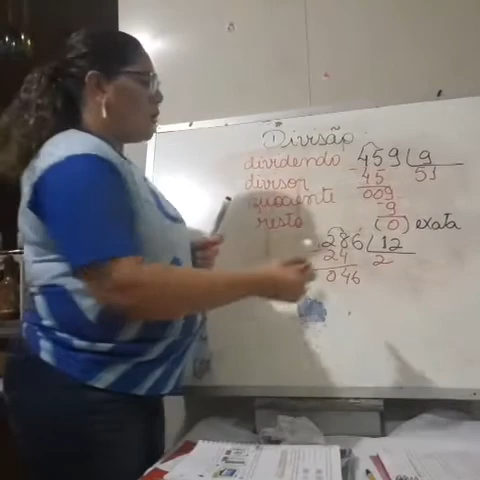 Divisão
dividendo
divisor
quociente
resto
459 9
- 45 51
009
- 9
(0) exata
286 12
- 24 2
046